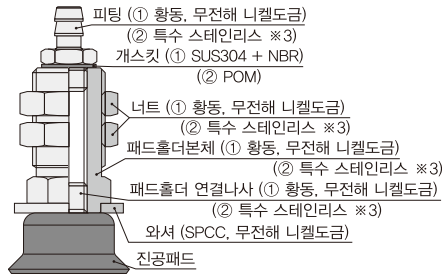 피팅 (① 황동, 무전해 니켈도금)
(② 특수 스테인리스 ※3)
개스킷 (① SUS304 + NBR)
(② POM)
너트 (① 황동, 무전해 니켈도금)
(② 특수 스테인리스 ※3)
패드홀더본체 (① 황동, 무전해 니켈도금)
(② 특수 스테인리스 ※3)
패드홀더 연결나사 (① 황동, 무전해 니켈도금)
(② 특수 스테인리스 ※3)
와셔 (SPCC, 무전해 니켈도금)
진공패드